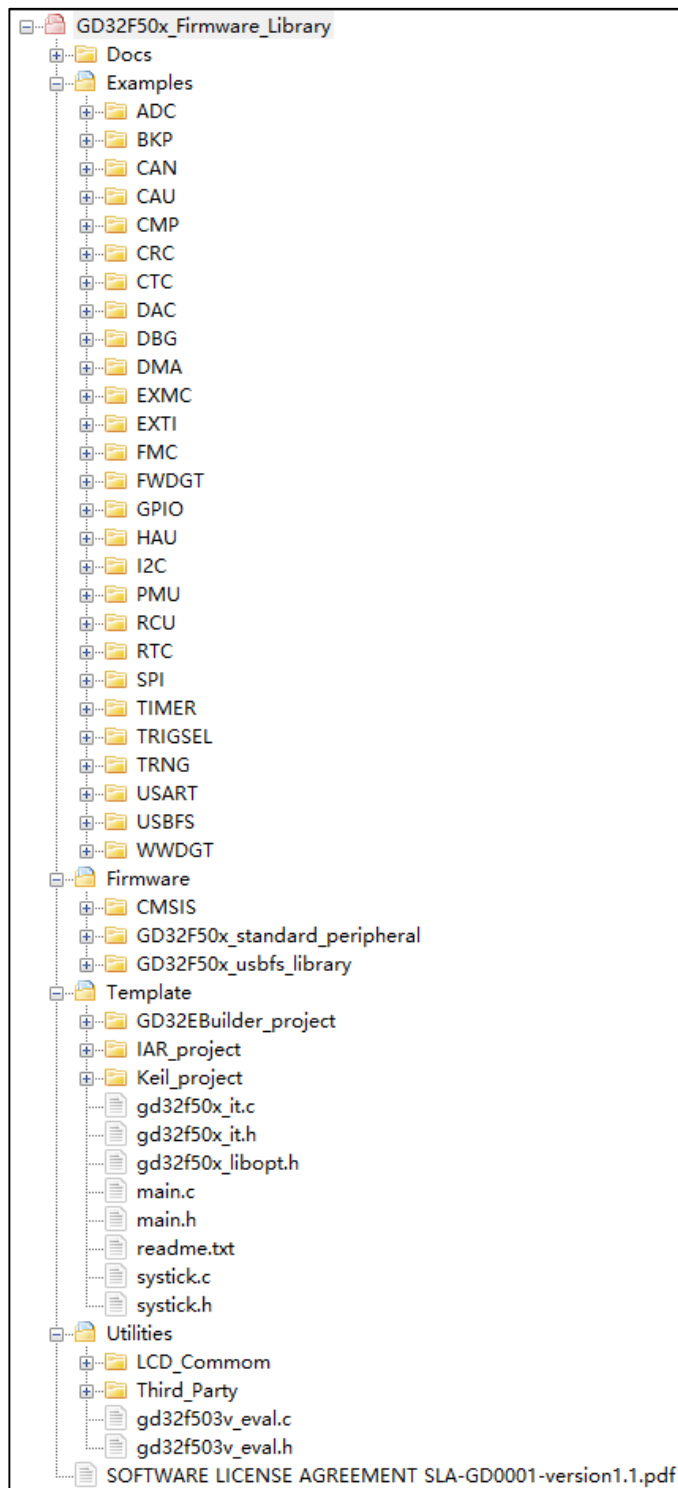 GD32F50x_Firmware_Library
Docs
Examples
ADC
BKP
CAN
CAU
CMP
CRC
CTC
DAC
DBG
DMA
EXMC
EXTI
FMC
FWDGT
GPIO
HAU
I2C
PMU
RCU
RTC
SPI
TIMER
TRIGSEL
TRNG
USART
USBFS
WWDGT
Firmware
CMSIS
GD32F50x_standard_peripheral
GD32F50x_usbfs_library
Template
GD32EBuilder_project
IAR_project
Keil_project
gd32f50x_it.c
gd32f50x_it.h
gd32f50x_libopt.h
main.c
main.h
readme.txt
systick.c
systick.h
Utilities
LCD_Commom
Third_Party
gd32f503v_eval.c
gd32f503v_eval.h
SOFTWARE LICENSE AGREEMENT SLA-GD0001-version1.1.pdf